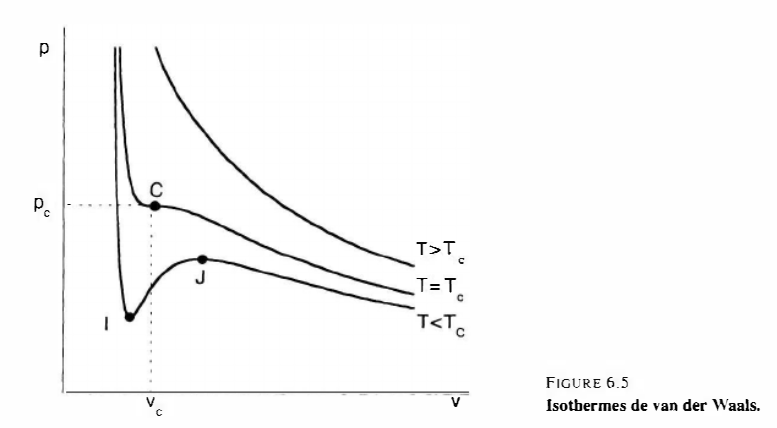 p
C
p_c
T>T_c
T=T_c
J
I
T<T_C
v_c
v
FIGURE 6.5
Isothermes de van der Waals.